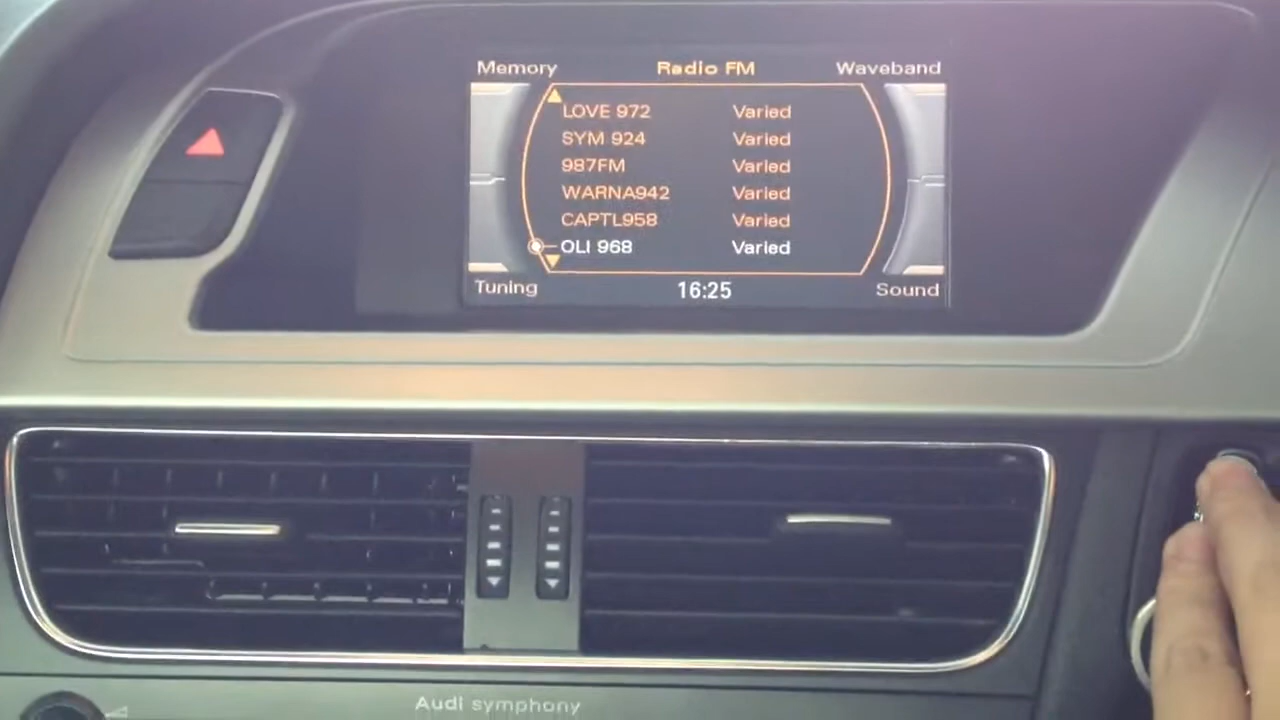 Memory Radio FM Waveband
LOVE 972 Varied
SYM 924 Varied
987FM Varied
WARNA942 Varied
CAPTL958 Varied
OLI 968 Varied
Tuning 16:25 Sound
Audi symphony